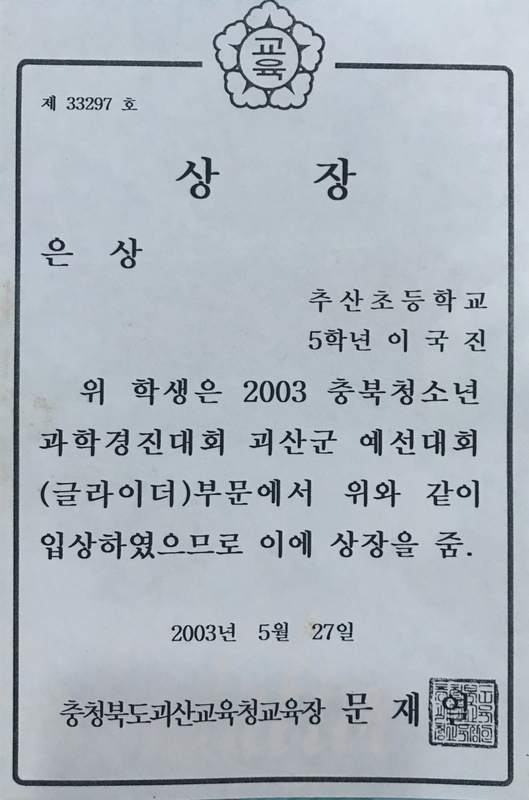 교육
제 33297 호
상 장
은 상
추산초등학교
5학년 이 국 진
위 학생은 2003 충북청소년
과학경진대회 괴산군 예선대회
(글라이더)부문에서 위와 같이
입상하였으므로 이에 상장을 줌.
2003년 5월 27일
충청북도괴산교육청교육장 문 재 연